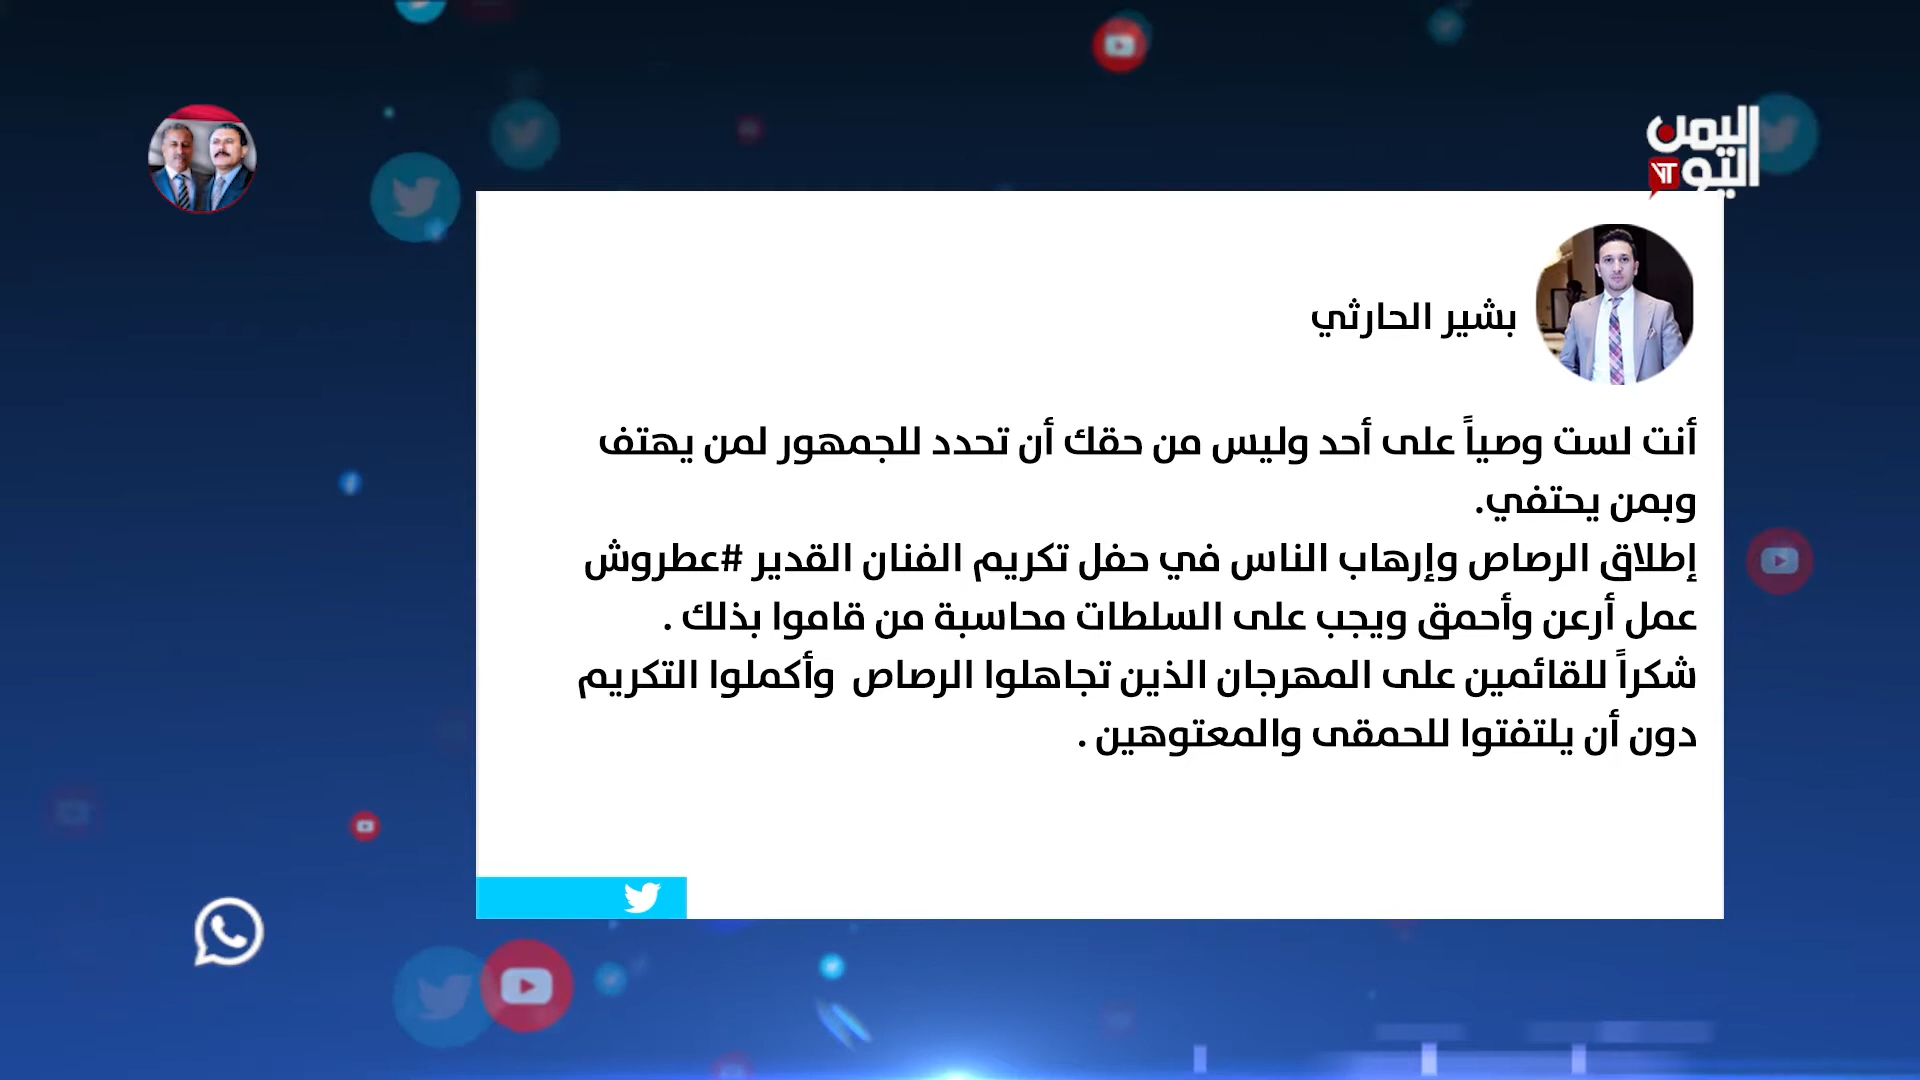 اليمن
اليوم
YT
بشير الحارثي
أنت لست وصياً على أحد وليس من حقك أن تحدد للجمهور لمن يهتف
وبمن يحتفي.
إطلاق الرصاص وإرهاب الناس في حفل تكريم الفنان القدير #عطروش
عمل أرعن وأحمق ويجب على السلطات محاسبة من قاموا بذلك .
شكراً للقائمين على المهرجان الذين تجاهلوا الرصاص  وأكملوا التكريم
دون أن يلتفتوا للحمقى والمعتوهين .